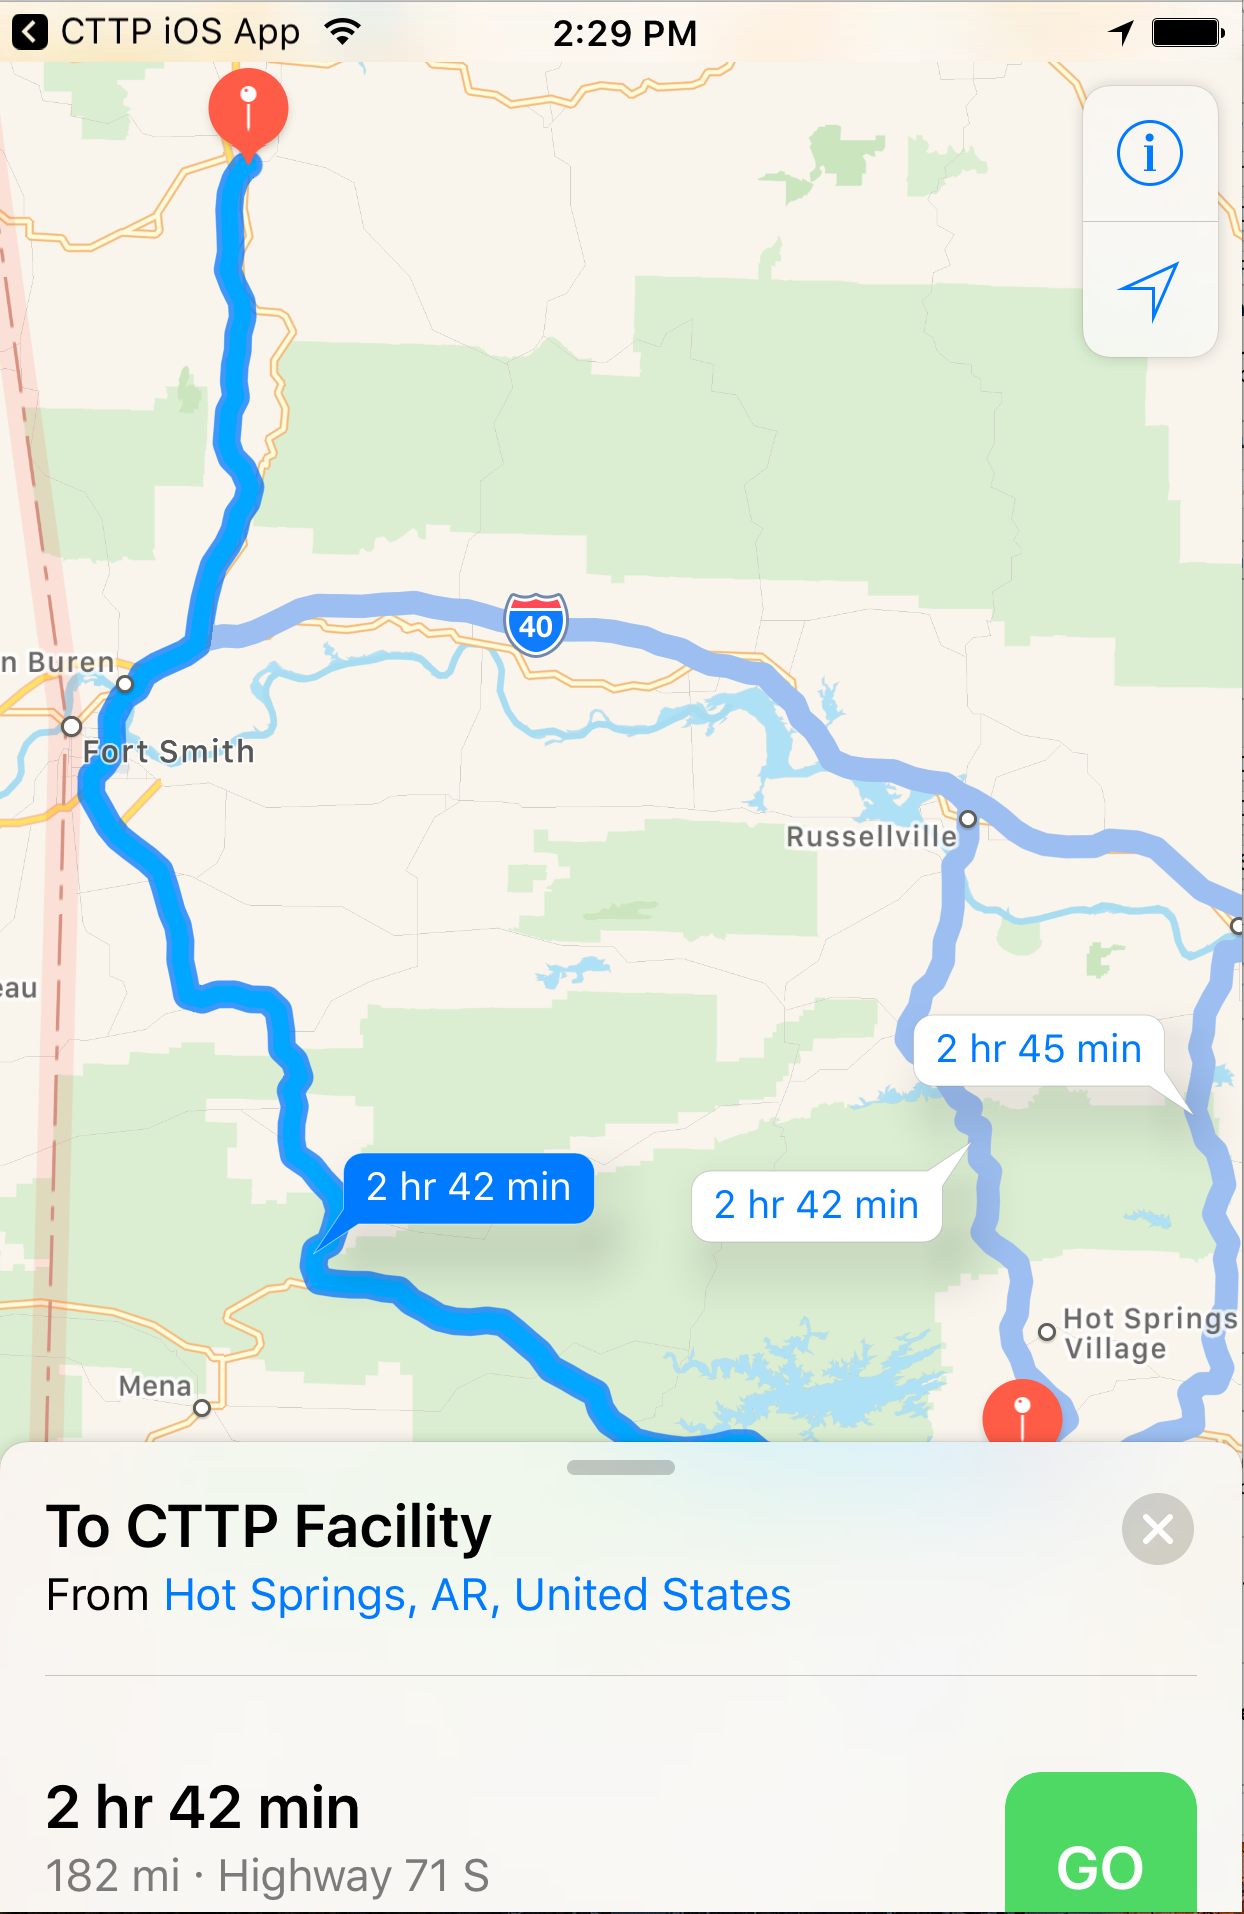 CTTP iOS App
2:29 PM
40
n Buren
Fort Smith
Russellville
eau
2 hr 45 min
2 hr 42 min
2 hr 42 min
Hot Springs
Village
Mena
To CTTP Facility
From Hot Springs, AR, United States
2 hr 42 min
182 mi · Highway 71 S
GO